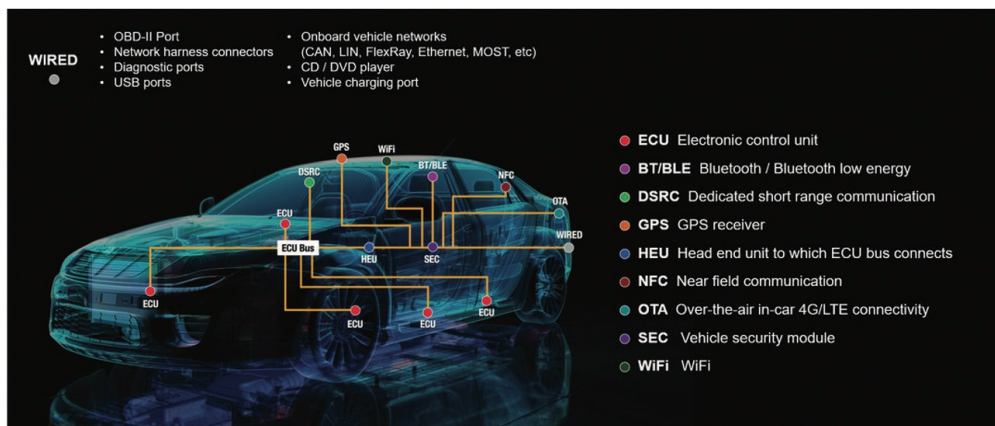 WIRED
• OBD-II Port
• Network harness connectors
• Diagnostic ports
• USB ports
• Onboard vehicle networks
(CAN, LIN, FlexRay, Ethernet, MOST, etc)
• CD / DVD player
• Vehicle charging port
GPS
WiFi
DSRC
BT/BLE
NFC
OTA
ECU
ECU Bus
HEU
SEC
WIRED
ECU
ECU
ECU
ECU
ECU Electronic control unit
BT/BLE Bluetooth / Bluetooth low energy
DSRC Dedicated short range communication
GPS GPS receiver
HEU Head end unit to which ECU bus connects
NFC Near field communication
OTA Over-the-air in-car 4G/LTE connectivity
SEC Vehicle security module
WiFi WiFi